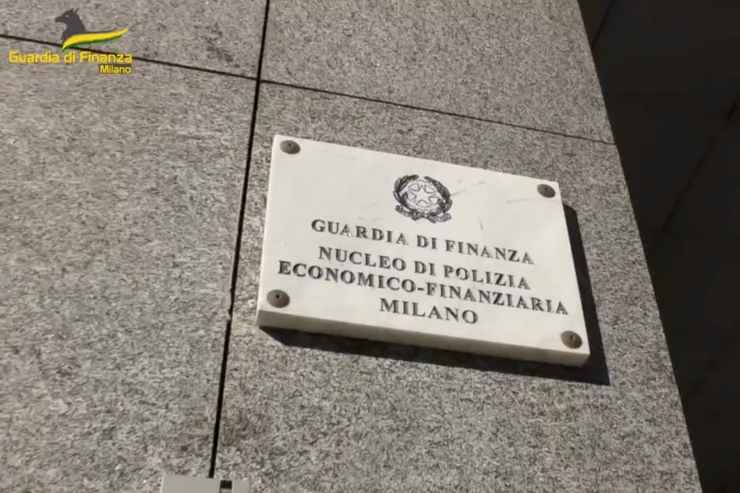 Guardia di Finanza
Milano
GUARDIA DI FINANZA
NUCLEO DI POLIZIA
ECONOMICO-FINANZIARIA
MILANO